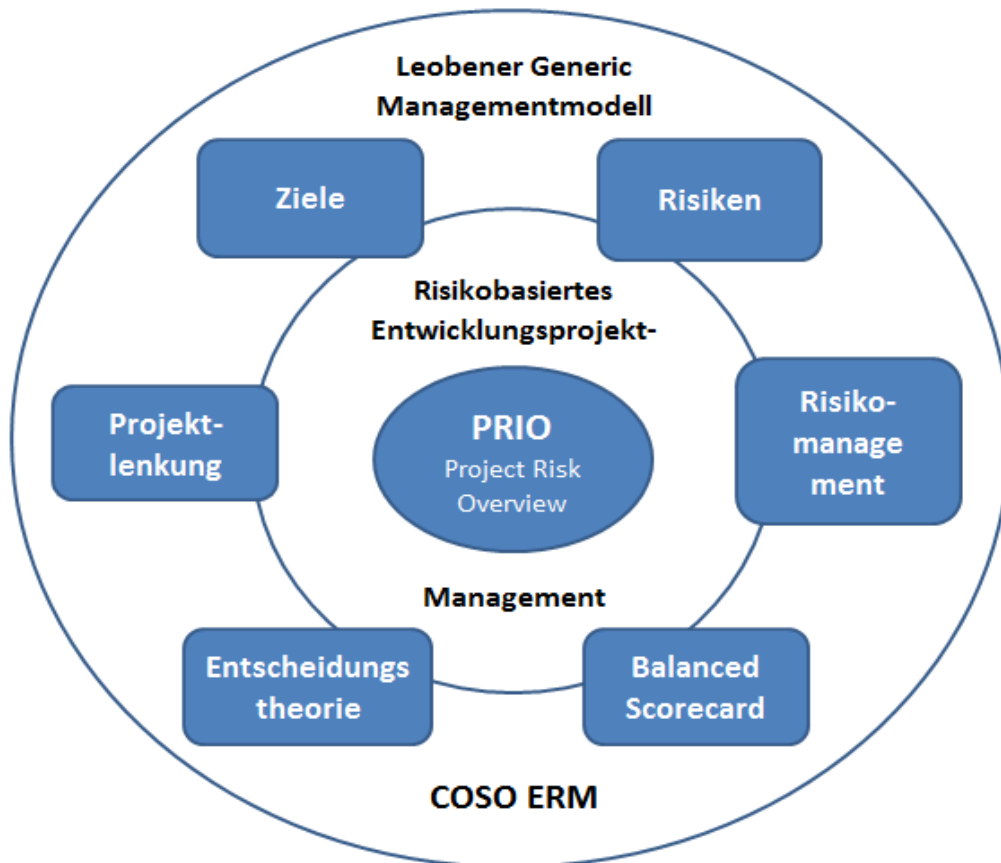 Leobener Generic
Managementmodell
Ziele
Risiken
Risikobasiertes
Entwicklungsprojekt-
Projekt-
lenkung
PRIO
Project Risk
Overview
Risiko-
manage
ment
Management
Entscheidungs
theorie
Balanced
Scorecard
COSO ERM